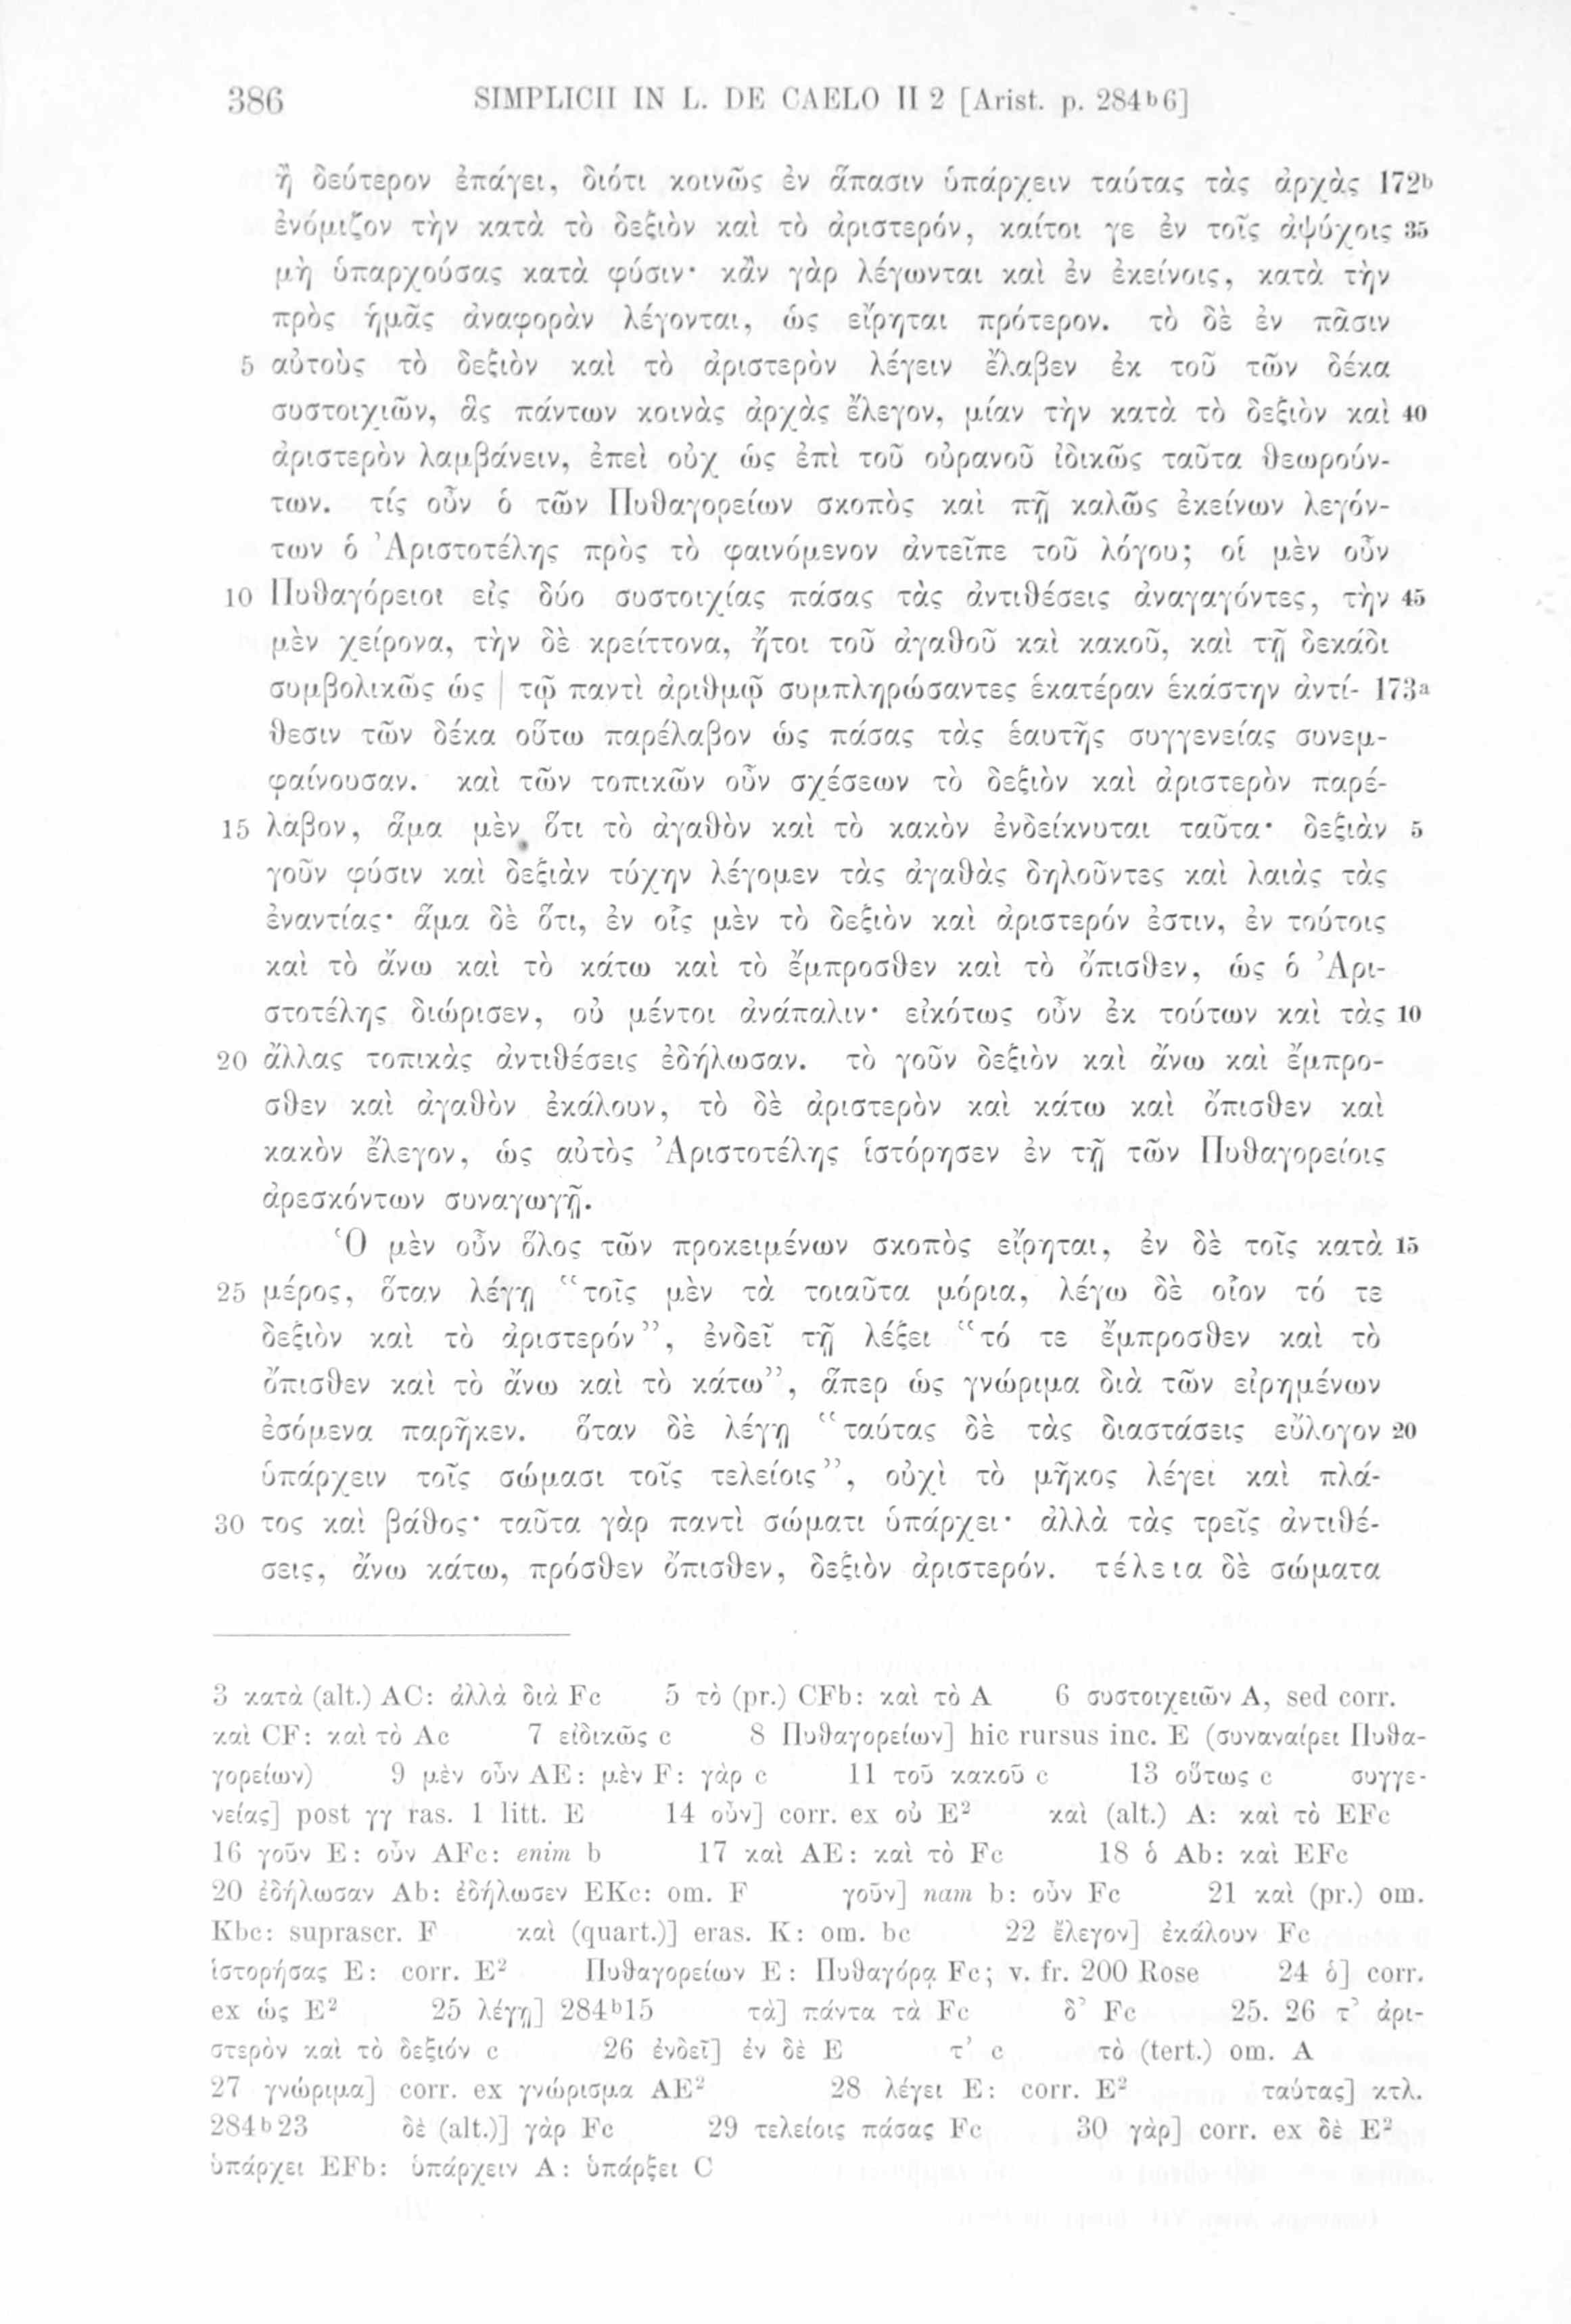 386 SIMPLICII IN L. DE CAELO II 2 [Arist. p. 284ᵇ6]
ἢ δεύτερον ἐπάγει, διότι κοινῶς ἐν ἅπασιν ὑπάρχειν ταύτας τὰς ἀρχὰς 172ᵇ
ἐνόμιζον τὴν κατὰ τὸ δεξιὸν καὶ τὸ ἀριστερόν, καίτοι γε ἐν τοῖς ἀψύχοις 35
μὴ ὑπαρχούσας κατὰ φύσιν· κἂν γὰρ λέγωνται καὶ ἐν ἐκείνοις, κατὰ τὴν
πρὸς ἡμᾶς ἀναφορὰν λέγονται, ὡς εἴρηται πρότερον. τὸ δὲ ἐν πᾶσιν
5 αὐτοὺς τὸ δεξιὸν καὶ τὸ ἀριστερὸν λέγειν ἔλαβεν ἐκ τοῦ τῶν δέκα
συστοιχιῶν, ἃς πάντων κοινὰς ἀρχὰς ἔλεγον, μίαν τὴν κατὰ τὸ δεξιὸν καὶ 40
ἀριστερὸν λαμβάνειν, ἐπεὶ οὐχ ὡς ἐπὶ τοῦ οὐρανοῦ ἰδικῶς ταῦτα θεωρούν-
των. τίς οὖν ὁ τῶν Πυθαγορείων σκοπὸς καὶ πῇ καλῶς ἐκείνων λεγόν-
των ὁ Ἀριστοτέλης πρὸς τὸ φαινόμενον ἀντεῖπε τοῦ λόγου; οἱ μὲν οὖν
10 Πυθαγόρειοι εἰς δύο συστοιχίας πάσας τὰς ἀντιθέσεις ἀναγαγόντες, τὴν 45
μὲν χείρονα, τὴν δὲ κρείττονα, ἤτοι τοῦ ἀγαθοῦ καὶ κακοῦ, καὶ τῇ δεκάδι
συμβολικῶς ὡς | τῷ παντὶ ἀριθμῷ συμπληρώσαντες ἑκατέραν ἑκάστην ἀντί- 173ᵃ
θεσιν τῶν δέκα οὕτω παρέλαβον ὡς πάσας τὰς ἑαυτῆς συγγενείας συνεμ-
φαίνουσαν. καὶ τῶν τοπικῶν οὖν σχέσεων τὸ δεξιὸν καὶ ἀριστερὸν παρέ-
15 λαβον, ἅμα μὲν ὅτι τὸ ἀγαθὸν καὶ τὸ κακὸν ἐνδείκνυται ταῦτα· δεξιὰν 5
γοῦν φύσιν καὶ δεξιὰν τύχην λέγομεν τὰς ἀγαθὰς δηλοῦντες καὶ λαιὰς τὰς
ἐναντίας· ἅμα δὲ ὅτι, ἐν οἷς μὲν τὸ δεξιὸν καὶ ἀριστερόν ἐστιν, ἐν τούτοις
καὶ τὸ ἄνω καὶ τὸ κάτω καὶ τὸ ἔμπροσθεν καὶ τὸ ὄπισθεν, ὡς ὁ Ἀρι-
στοτέλης διώρισεν, οὐ μέντοι ἀνάπαλιν· εἰκότως οὖν ἐκ τούτων καὶ τὰς 10
20 ἄλλας τοπικὰς ἀντιθέσεις ἐδήλωσαν. τὸ γοῦν δεξιὸν καὶ ἄνω καὶ ἔμπρο-
σθεν καὶ ἀγαθὸν ἐκάλουν, τὸ δὲ ἀριστερὸν καὶ κάτω καὶ ὄπισθεν καὶ
κακὸν ἔλεγον, ὡς αὐτὸς Ἀριστοτέλης ἱστόρησεν ἐν τῇ τῶν Πυθαγορείοις
ἀρεσκόντων συναγωγῇ.
Ὁ μὲν οὖν ὅλος τῶν προκειμένων σκοπὸς εἴρηται, ἐν δὲ τοῖς κατὰ 15
25 μέρος, ὅταν λέγῃ “τοῖς μὲν τὰ τοιαῦτα μόρια, λέγω δὲ οἷον τό τε
δεξιὸν καὶ τὸ ἀριστερόν”, ἐνδεῖ τῇ λέξει “τό τε ἔμπροσθεν καὶ τὸ
ὄπισθεν καὶ τὸ ἄνω καὶ τὸ κάτω”, ἅπερ ὡς γνώριμα διὰ τῶν εἰρημένων
ἐσόμενα παρῆκεν. ὅταν δὲ λέγῃ “ταύτας δὲ τὰς διαστάσεις εὔλογον 20
ὑπάρχειν τοῖς σώμασι τοῖς τελείοις”, οὐχὶ τὸ μῆκος λέγει καὶ πλά-
30 τος καὶ βάθος· ταῦτα γὰρ παντὶ σώματι ὑπάρχει· ἀλλὰ τὰς τρεῖς ἀντιθέ-
σεις, ἄνω κάτω, πρόσθεν ὄπισθεν, δεξιὸν ἀριστερόν. τέλεια δὲ σώματα
3 κατὰ (alt.) AC: ἀλλὰ διὰ Fc 5 τὸ (pr.) CFb: καὶ τὸ A 6 συστοιχειῶν A, sed corr.
καὶ CF: καὶ τὸ Ac 7 εἰδικῶς c 8 Πυθαγορείων] hic rursus inc. E (συναναίρει Πυθα-
γορείων) 9 μὲν οὖν AE: μὲν F: γὰρ c 11 τοῦ κακοῦ c 13 οὕτως c συγγε-
νείας] post γγ ras. 1 litt. E 14 οὖν] corr. ex οὐ E² καὶ (alt.) A: καὶ τὸ EFc
16 γοῦν E: οὖν AFc: enim b 17 καὶ AE: καὶ τὸ Fc 18 ὁ Ab: καὶ EFc
20 ἐδήλωσαν Ab: ἐδήλωσεν EKc: om. F γοῦν] nam b: οὖν Fc 21 καὶ (pr.) om.
Kbc: suprascr. F καὶ (quart.)] eras. K: om. bc 22 ἔλεγον] ἐκάλουν Fc
ἱστορήσας E: corr. E² Πυθαγορείων E: Πυθαγόρᾳ Fc; v. fr. 200 Rose 24 ὁ] corr.
ex ὡς E² 25 λέγῃ] 284ᵇ15 τὰ] πάντα τὰ Fc δ’ Fc 25. 26 τ’ ἀρι-
στερὸν καὶ τὸ δεξιόν c 26 ἐνδεῖ] ἐν δὲ E τ’ c τὸ (tert.) om. A
27 γνώριμα] corr. ex γνώρισμα AE² 28 λέγει E: corr. E² ταύτας] κτλ.
284ᵇ23 δὲ (alt.)] γὰρ Fc 29 τελείοις πάσας Fc 30 γὰρ] corr. ex δὲ E²
ὑπάρχει EFb: ὑπάρχειν A: ὑπάρξει C